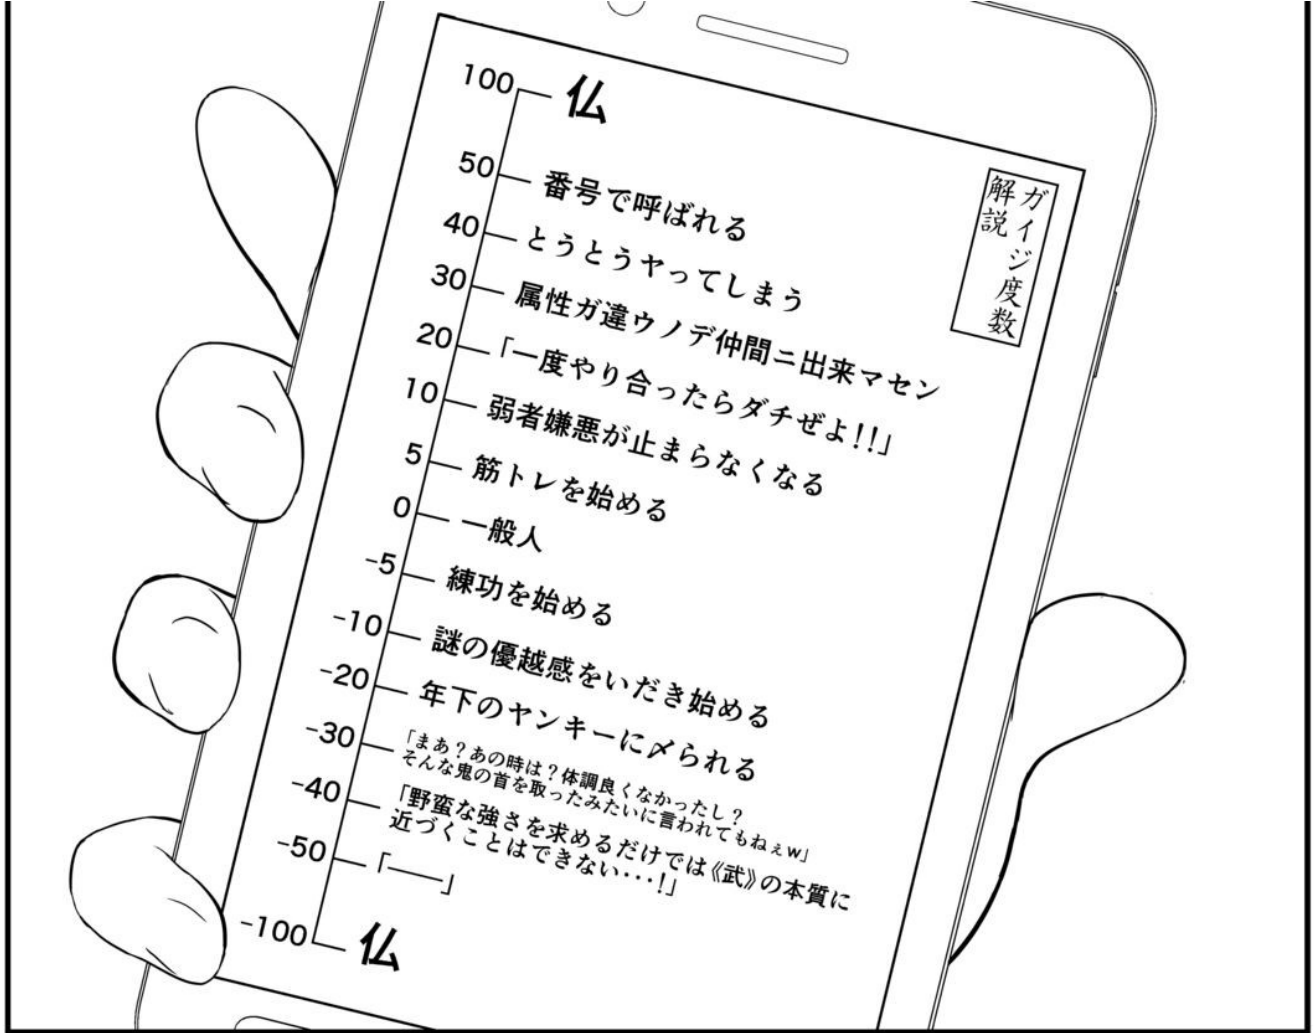 ガイジ度数
解説
100 仏
50 番号で呼ばれる
40 とうとうヤってしまう
30 属性ガ違ウノデ仲間ニ出来マセン
20 「一度やり合ったらダチぜよ!!」
10 弱者嫌悪が止まらなくなる
5 筋トレを始める
0 一般人
-5 練功を始める
-10 謎の優越感をいだき始める
-20 年下のヤンキーに〆られる
-30 「まあ?あの時は?体調良くなかったし?
そんな鬼の首を取ったみたいに言われてもねぇw」
-40 「野蛮な強さを求めるだけでは《武》の本質に
近づくことはできない・・・!」
-50 「――」
-100 仏